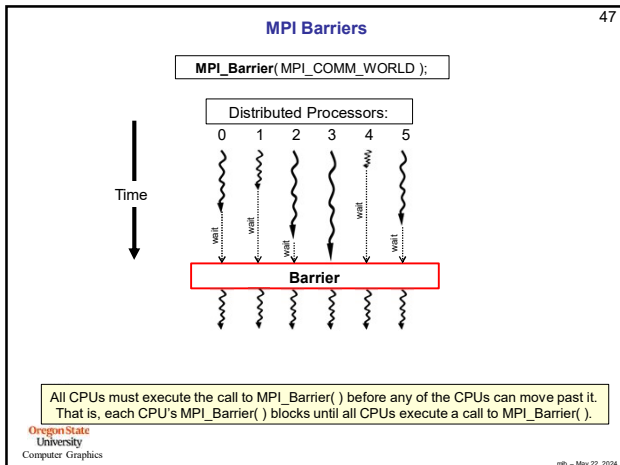 47
MPI Barriers
MPI_Barrier( MPI_COMM_WORLD );
Distributed Processors:
0 1 2 3 4 5
Time
wait wait wait wait wait
Barrier
All CPUs must execute the call to MPI_Barrier( ) before any of the CPUs can move past it.
That is, each CPU's MPI_Barrier( ) blocks until all CPUs execute a call to MPI_Barrier( ).
Oregon State
University
Computer Graphics
mjb – May 22, 2024